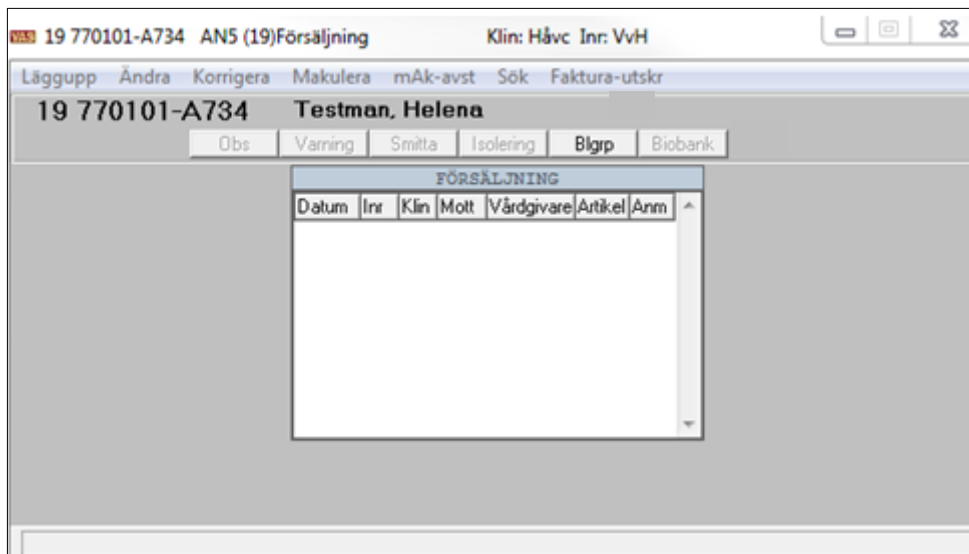 VAS 19 770101-A734 AN5 (19)Försäljning Klin: Håvc Inr: VvH
Läggupp Ändra Korrigera Makulera mAk-avst Sök Faktura-utskr
19 770101-A734 Testman, Helena
Obs Varning Smitta Isolering Blgrp Biobank
FÖRSÄLJNING
Datum Inr Klin Mott Vårdgivare Artikel Anm